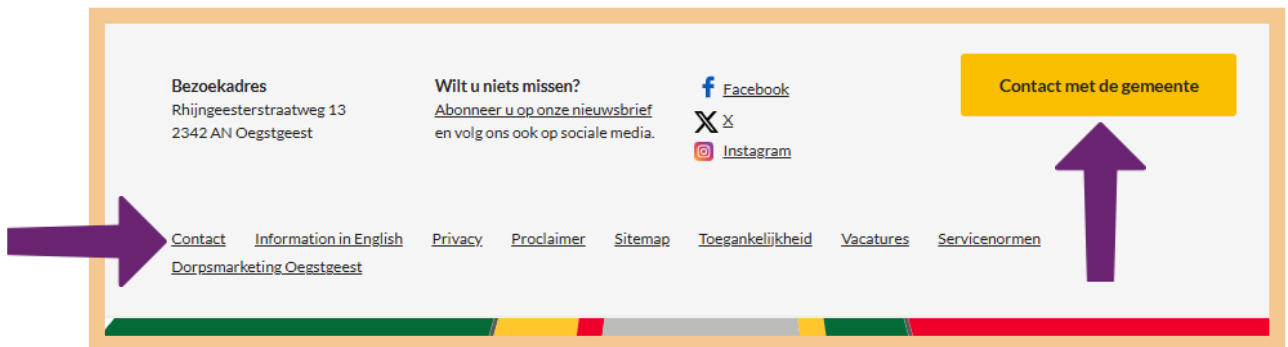 Bezoekadres
Rhijngeesterstraatweg 13
2342 AN Oegstgeest
Wilt u niets missen?
Abonneer u op onze nieuwsbrief
en volg ons ook op sociale media.
Facebook
X
Instagram
Contact met de gemeente
Contact Information in English Privacy Proclaimer Sitemap Toegankelijkheid Vacatures Servicenormen
Dorpsmarketing Oegstgeest